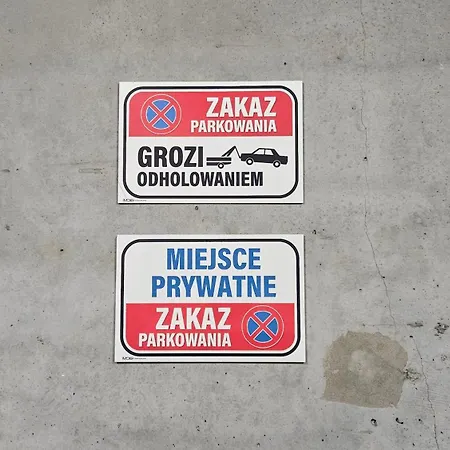 ZAKAZ
PARKOWANIA
GROZI
ODHOLOWANIEM
MIEJSCE
PRYWATNE
ZAKAZ
PARKOWANIA